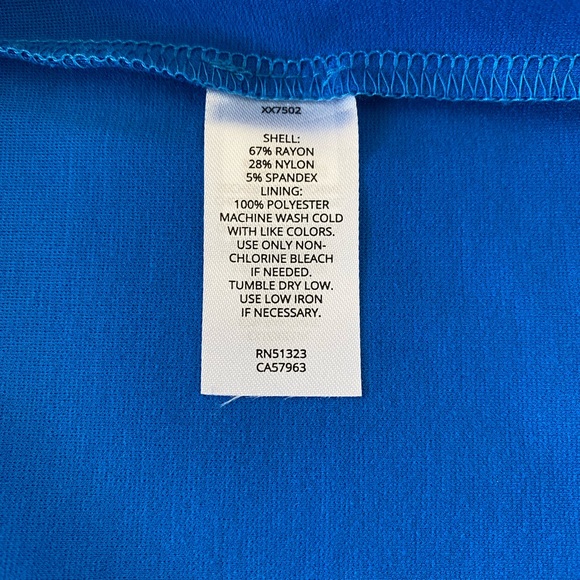 XX7502
SHELL:
67% RAYON
28% NYLON
5% SPANDEX
LINING:
100% POLYESTER
MACHINE WASH COLD
WITH LIKE COLORS.
USE ONLY NON-
CHLORINE BLEACH
IF NEEDED.
TUMBLE DRY LOW.
USE LOW IRON
IF NECESSARY.
RN51323
CA57963